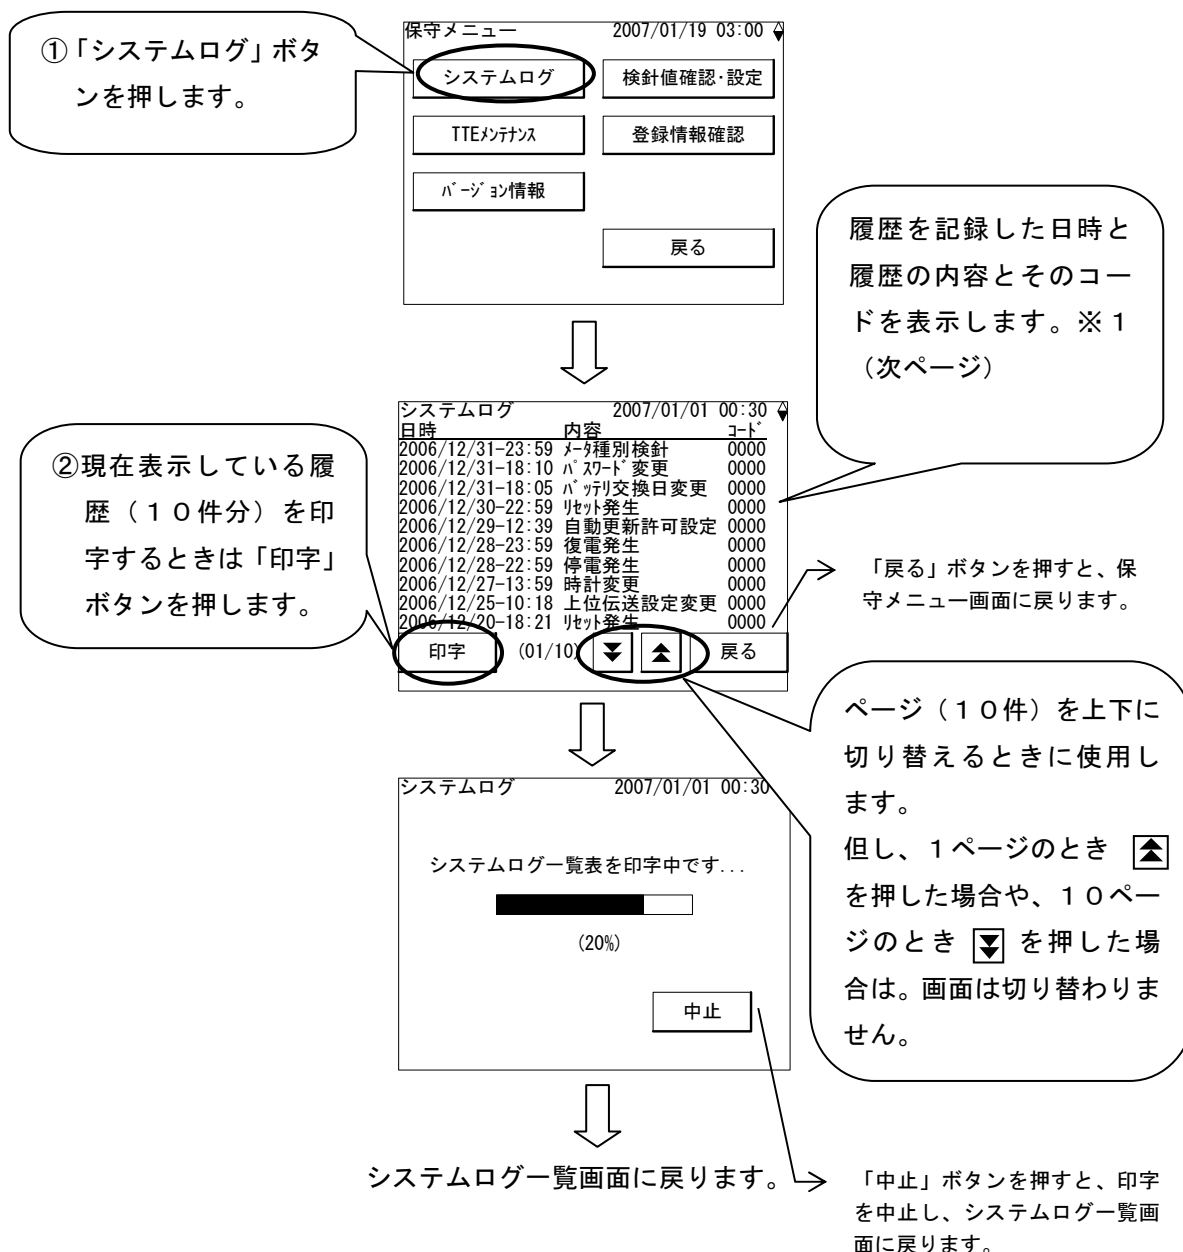 ①「システムログ」ボタ
ンを押します。
保守メニュー 2007/01/19 03:00
システムログ 検針値確認・設定
TTEﾒﾝﾃﾅﾝｽ 登録情報確認
ﾊﾞｰｼﾞｮﾝ情報
戻る
履歴を記録した日時と
履歴の内容とそのコー
ドを表示します。※1
（次ページ）
システムログ 2007/01/01 00:30
日時 内容 ｺｰﾄﾞ
2006/12/31-23:59 ﾒｰﾀ種別検針 0000
2006/12/31-18:10 ﾊﾟｽﾜｰﾄﾞ変更 0000
2006/12/31-18:05 ﾊﾞｯﾃﾘ交換日変更 0000
2006/12/30-22:59 ﾘｾｯﾄ発生 0000
2006/12/29-12:39 自動更新許可設定 0000
2006/12/28-23:59 復電発生 0000
2006/12/28-22:59 停電発生 0000
2006/12/27-13:59 時計変更 0000
2006/12/25-10:18 上位伝送設定変更 0000
2006/12/20-18:21 ﾘｾｯﾄ発生 0000
印字 (01/10) 戻る
②現在表示している履
歴（１０件分）を印
字するときは「印字」
ボタンを押します。
「戻る」ボタンを押すと、保
守メニュー画面に戻ります。
ページ（１０件）を上下に
切り替えるときに使用し
ます。
但し、１ページのとき
を押した場合や、１０ペー
ジのとき を押した場
合は。画面は切り替わりま
せん。
システムログ 2007/01/01 00:30
システムログ一覧表を印字中です...
(20%)
中止
システムログ一覧画面に戻ります。
「中止」ボタンを押すと、印字
を中止し、システムログ一覧画
面に戻ります。